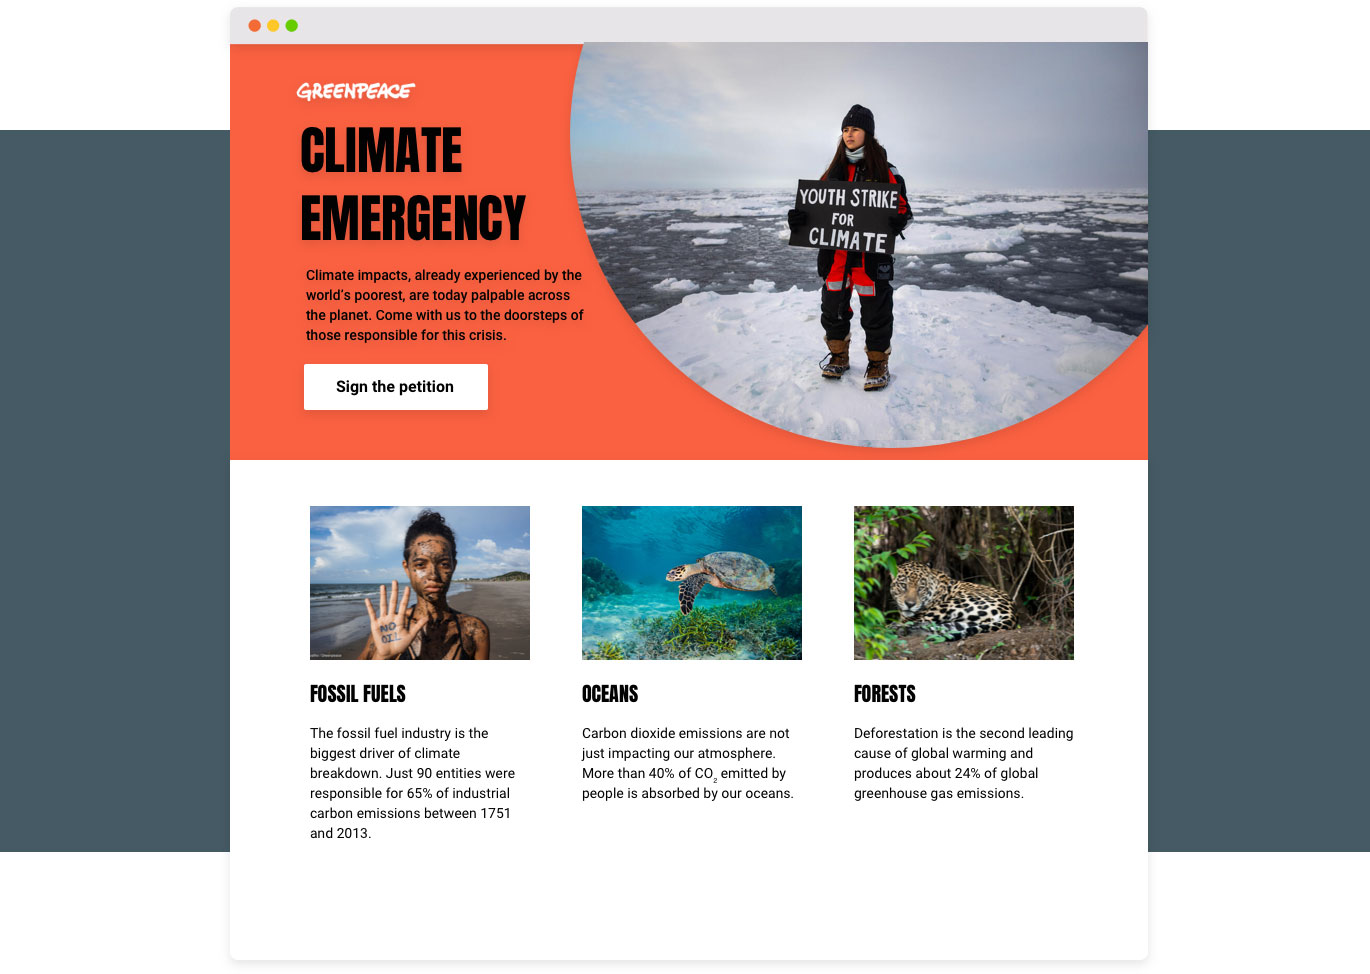 GREENPEACE
CLIMATE
EMERGENCY
Climate impacts, already experienced by the
world's poorest, are today palpable across
the planet. Come with us to the doorsteps of
those responsible for this crisis.
Sign the petition
YOUTH STRIKE
FOR
CLIMATE
NO
OIL
FOSSIL FUELS
The fossil fuel industry is the
biggest driver of climate
breakdown. Just 90 entities were
responsible for 65% of industrial
carbon emissions between 1751
and 2013.
OCEANS
Carbon dioxide emissions are not
just impacting our atmosphere.
More than 40% of CO₂ emitted by
people is absorbed by our oceans.
FORESTS
Deforestation is the second leading
cause of global warming and
produces about 24% of global
greenhouse gas emissions.